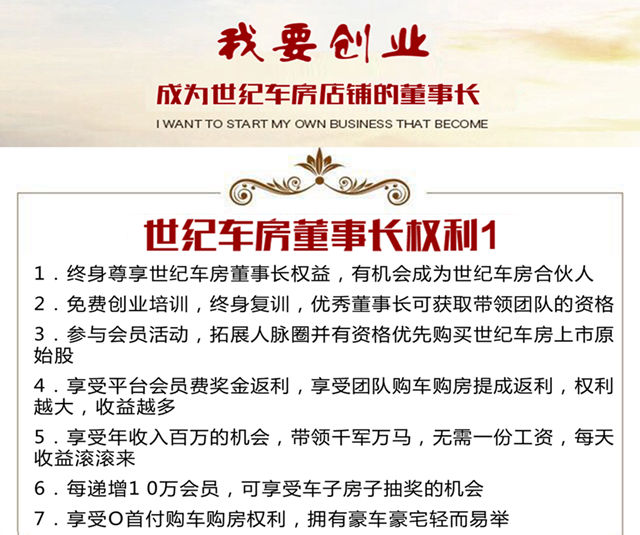 我要创业
成为世纪车房店铺的董事长
I WANT TO START MY OWN BUSINESS THAT BECOME
世纪车房董事长权利1
1．终身尊享世纪车房董事长权益，有机会成为世纪车房合伙人
2．免费创业培训，终身复训，优秀董事长可获取带领团队的资格
3．参与会员活动，拓展人脉圈并有资格优先购买世纪车房上市原
始股
4．享受平台会员费奖金返利，享受团队购车购房提成返利，权利
越大，收益越多
5．享受年收入百万的机会，带领千军万马，无需一份工资，每天
收益滚滚来
6．每递增1 0万会员，可享受车子房子抽奖的机会
7．享受O首付购车购房权利，拥有豪车豪宅轻而易举